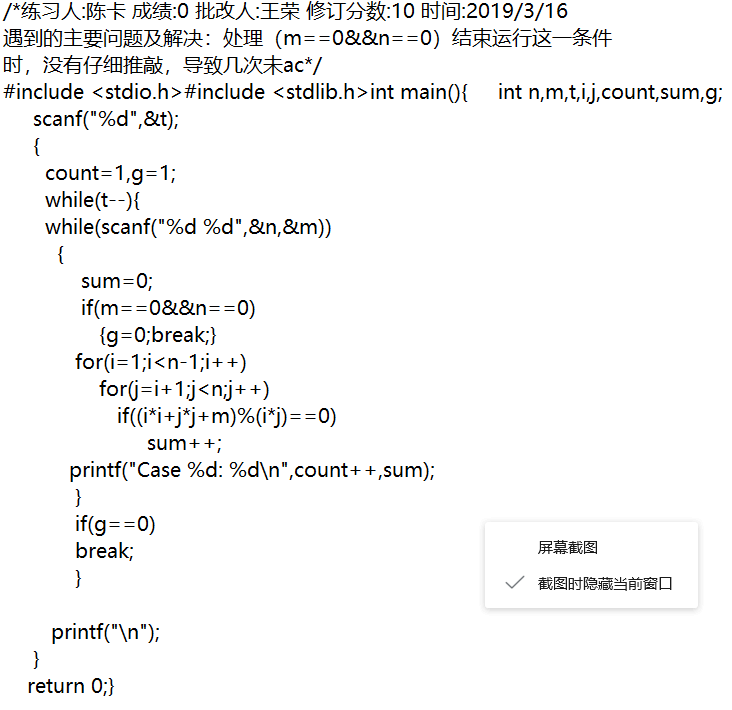 /*练习人:陈卡 成绩:0 批改人:王荣 修订分数:10 时间:2019/3/16
遇到的主要问题及解决：处理（m==0&&n==0）结束运行这一条件
时，没有仔细推敲，导致几次未ac*/
#include <stdio.h>#include <stdlib.h>int main(){     int n,m,t,i,j,count,sum,g;
scanf("%d",&t);
{
count=1,g=1;
while(t--){
while(scanf("%d %d",&n,&m))
{
sum=0;
if(m==0&&n==0)
{g=0;break;}
for(i=1;i<n-1;i++)
for(j=i+1;j<n;j++)
if((i*i+j*j+m)%(i*j)==0)
sum++;
printf("Case %d: %d\n",count++,sum);
}
if(g==0)
break;
}
printf("\n");
}
return 0;}
屏幕截图
截图时隐藏当前窗口